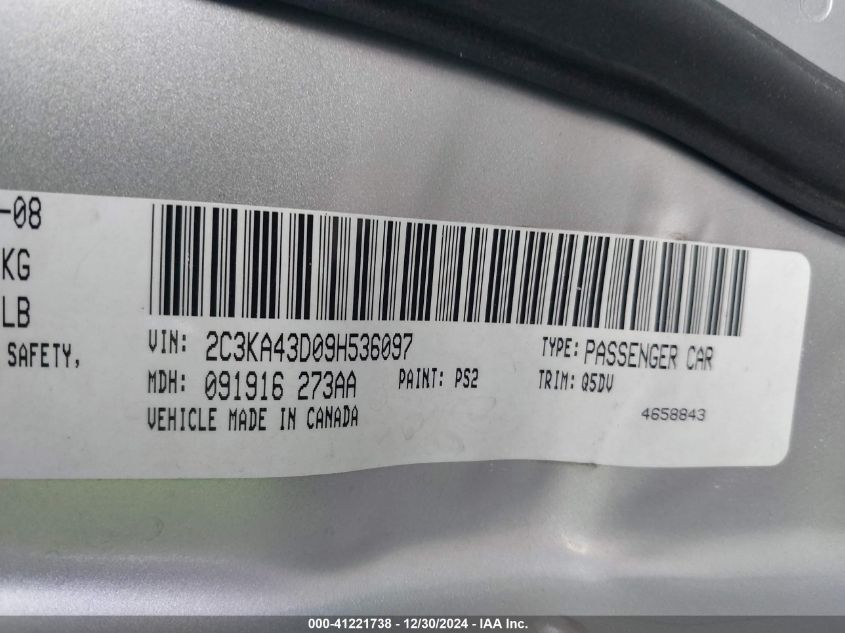 -08
KG
LB
SAFETY,
VIN: 2C3KA43D09H536097
TYPE: PASSENGER CAR
MDH: 091916 273AA
PAINT: PS2
TRIM: Q5DV
VEHICLE MADE IN CANADA
4658843
000-41221738 - 12/30/2024 - IAA Inc.